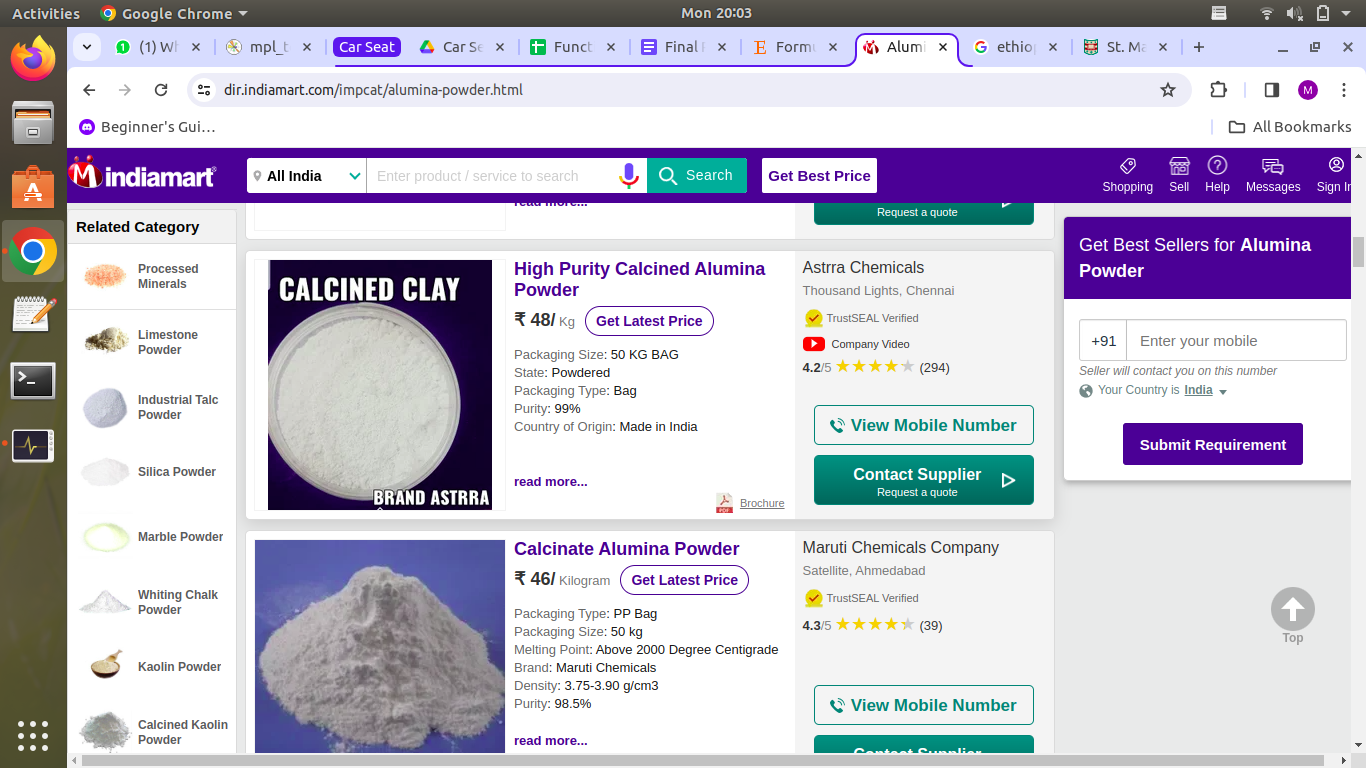 Activities
Google Chrome
Mon 20:03
(1) Wh
mpl_t
Car Seat
Car Se
Funct
Final
Formu
Alumi
ethiop
St. Ma
dir.indiamart.com/impcat/alumina-powder.html
M
Beginner's Gui…
All Bookmarks
indiamart
All India
Enter product / service to search
Search
Get Best Price
Shopping
Sell
Help
Messages
Sign In
Related Category
Processed
Minerals
Limestone
Powder
Industrial Talc
Powder
Silica Powder
Marble Powder
Whiting Chalk
Powder
Kaolin Powder
Calcined Kaolin
Powder
read more...
Request a quote
CALCINED CLAY
BRAND ASTRRA
High Purity Calcined Alumina
Powder
₹ 48/ Kg
Get Latest Price
Packaging Size: 50 KG BAG
State: Powdered
Packaging Type: Bag
Purity: 99%
Country of Origin: Made in India
read more...
PDF
Brochure
Astrra Chemicals
Thousand Lights, Chennai
TrustSEAL Verified
Company Video
4.2/5 ★★★★★ (294)
View Mobile Number
Contact Supplier
Request a quote
Calcinate Alumina Powder
₹ 46/ Kilogram
Get Latest Price
Packaging Type: PP Bag
Packaging Size: 50 kg
Melting Point: Above 2000 Degree Centigrade
Brand: Maruti Chemicals
Density: 3.75-3.90 g/cm3
Purity: 98.5%
read more...
Maruti Chemicals Company
Satellite, Ahmedabad
TrustSEAL Verified
4.3/5 ★★★★★ (39)
View Mobile Number
Contact Supplier
Get Best Sellers for Alumina
Powder
+91
Enter your mobile
Seller will contact you on this number
Your Country is India
Submit Requirement
Top